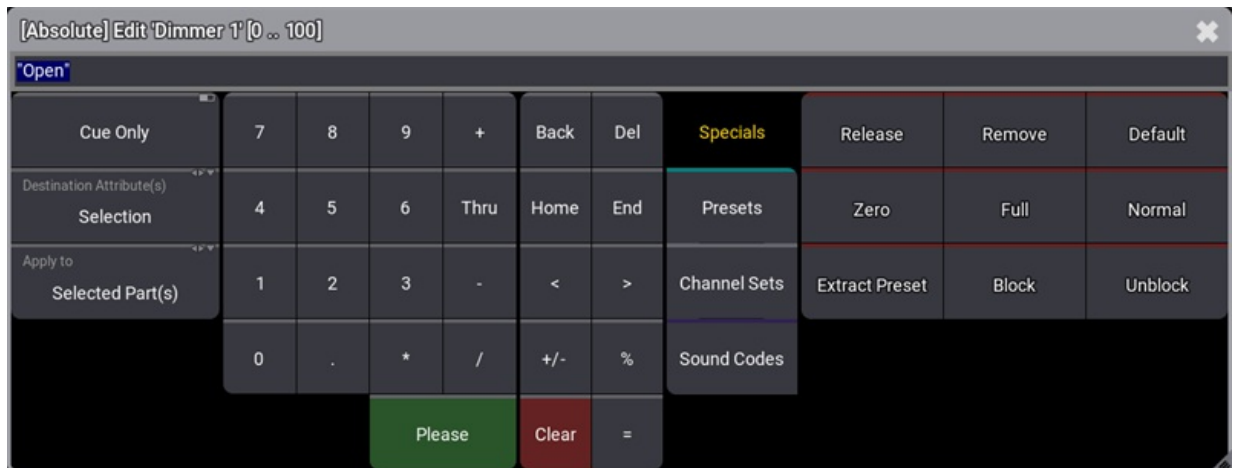 [Absolute] Edit 'Dimmer 1' [0 .. 100]
"Open"
Cue Only 7 8 9 + Back Del Specials Release Remove Default
Destination Attribute(s)
Selection 4 5 6 Thru Home End Presets Zero Full Normal
Apply to
Selected Part(s) 1 2 3 - < > Channel Sets Extract Preset Block Unblock
0 . * / +/- % Sound Codes
Please Clear =